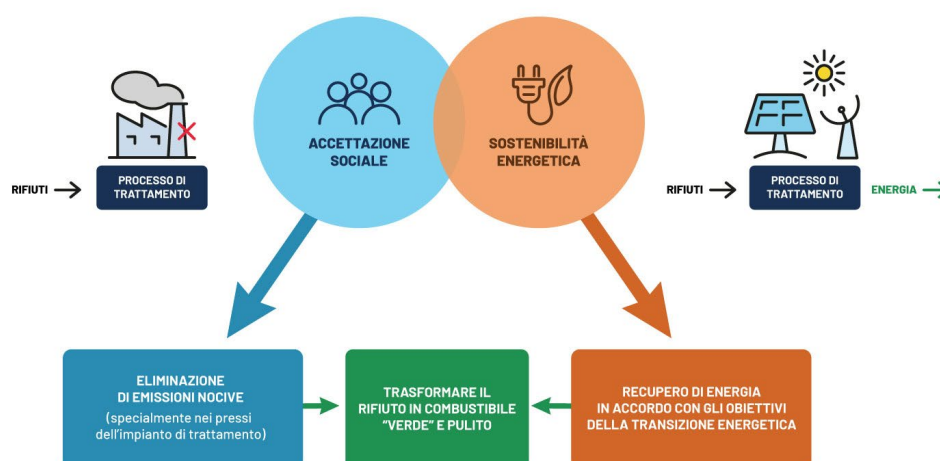 ACCETTAZIONE
SOCIALE
SOSTENIBILITÀ
ENERGETICA
RIFIUTI
PROCESSO DI
TRATTAMENTO
RIFIUTI
PROCESSO DI
TRATTAMENTO
ENERGIA
ELIMINAZIONE
DI EMISSIONI NOCIVE
(specialmente nei pressi
dell'impianto di trattamento)
TRASFORMARE IL
RIFIUTO IN COMBUSTIBILE
"VERDE" E PULITO
RECUPERO DI ENERGIA
IN ACCORDO CON GLI OBIETTIVI
DELLA TRANSIZIONE ENERGETICA